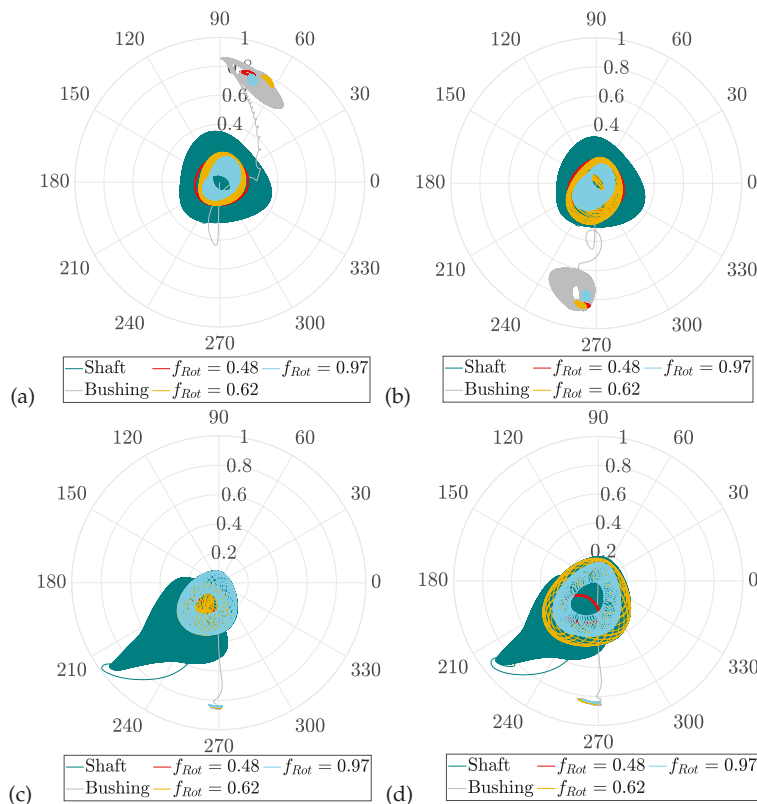 90 90
120 1 60 120 1 60
0.8
150 0.6 30 150 0.6 30
0.4 0.4
180 0 180 0
210 330 210 330
240 300 240 300
270 270
Shaft f_{Rot} = 0.48 f_{Rot} = 0.97 Shaft f_{Rot} = 0.48 f_{Rot} = 0.97
(a) Bushing f_{Rot} = 0.62 (b) Bushing f_{Rot} = 0.62
90 90
120 1 60 120 1 60
0.8 0.8
150 0.6 30 150 0.6 30
0.4 0.4
0.2 0.2
180 0 180 0
210 330 210 330
240 300 240 300
270 270
Shaft f_{Rot} = 0.48 f_{Rot} = 0.97 Shaft f_{Rot} = 0.48 f_{Rot} = 0.97
(c) Bushing f_{Rot} = 0.62 (d) Bushing f_{Rot} = 0.62